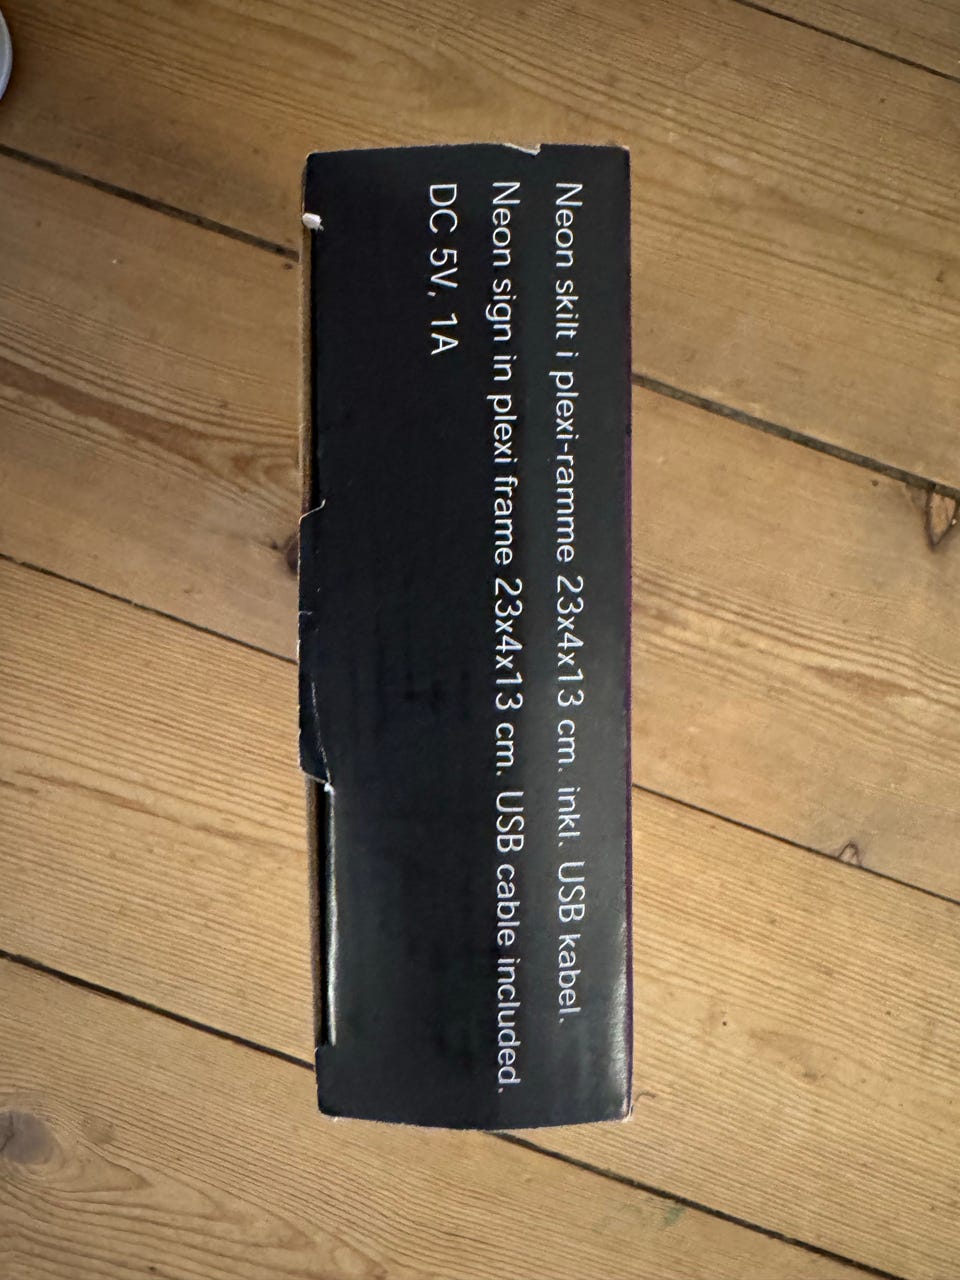 Neon skilt i plexi-ramme 23x4x13 cm. inkl. USB kabel.
Neon sign in plexi frame 23x4x13 cm. USB cable included.
DC 5V, 1A